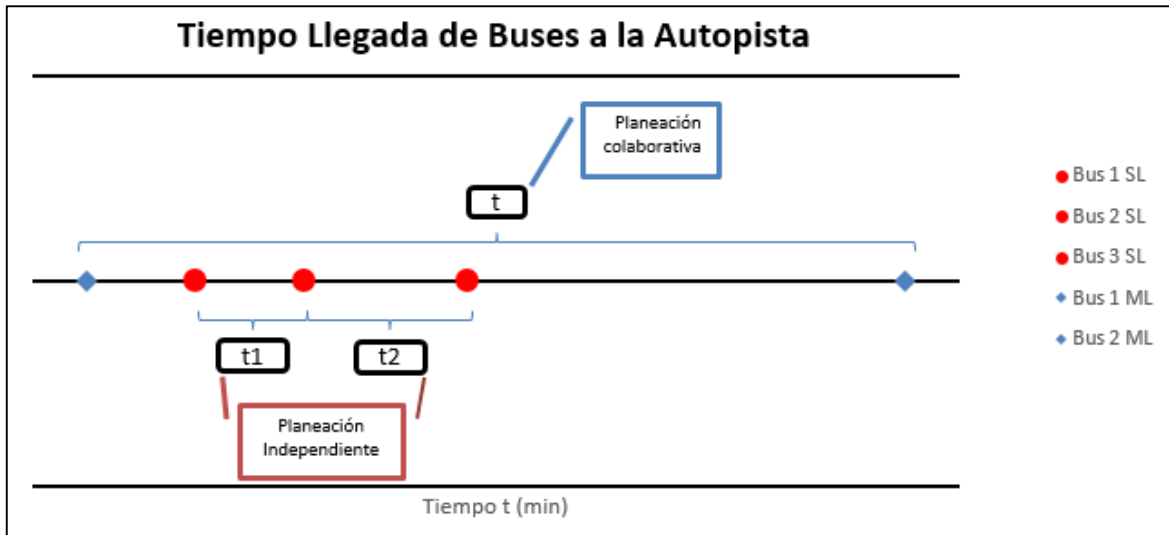 Tiempo Llegada de Buses a la Autopista
Planeación
colaborativa
t
t1
t2
Planeación
Independiente
Tiempo t (min)
Bus 1 SL
Bus 2 SL
Bus 3 SL
Bus 1 ML
Bus 2 ML